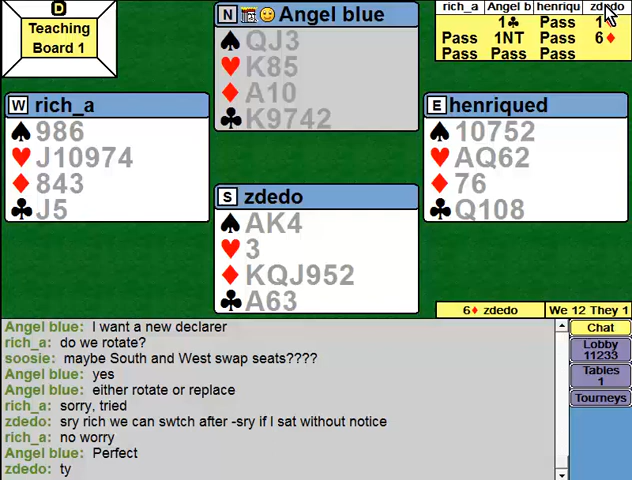 D
Teaching
Board 1
N Angel blue
♠QJ3
♥K85
♦A10
♣K9742
rich_a Angel b henriqu zdedo
1♣ Pass 1
Pass 1NT Pass 6♦
Pass Pass Pass
W rich_a
♠986
♥J10974
♦843
♣J5
E henriqued
♠10752
♥AQ62
♦76
♣Q108
S zdedo
♠AK4
♥3
♦KQJ952
♣A63
6♦ zdedo We 12 They 1
Angel blue: I want a new declarer
rich_a: do we rotate?
soosie: maybe South and West swap seats????
Angel blue: yes
Angel blue: either rotate or replace
rich_a: sorry, tried
zdedo: sry rich we can swtch after -sry if I sat without notice
rich_a: no worry
Angel blue: Perfect
zdedo: ty
Chat
Lobby
11233
Tables
1
Tourneys